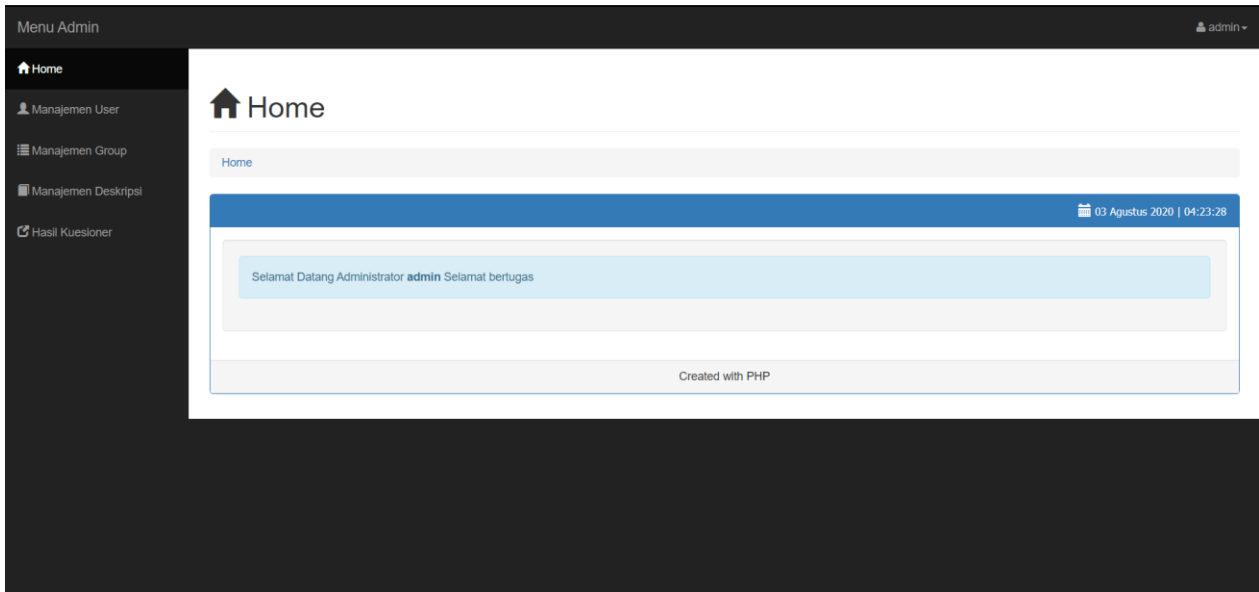 Menu Admin
admin
Home
Manajemen User
Manajemen Group
Manajemen Deskripsi
Hasil Kuesioner
Home
Home
03 Agustus 2020 | 04:23:28
Selamat Datang Administrator admin Selamat bertugas
Created with PHP